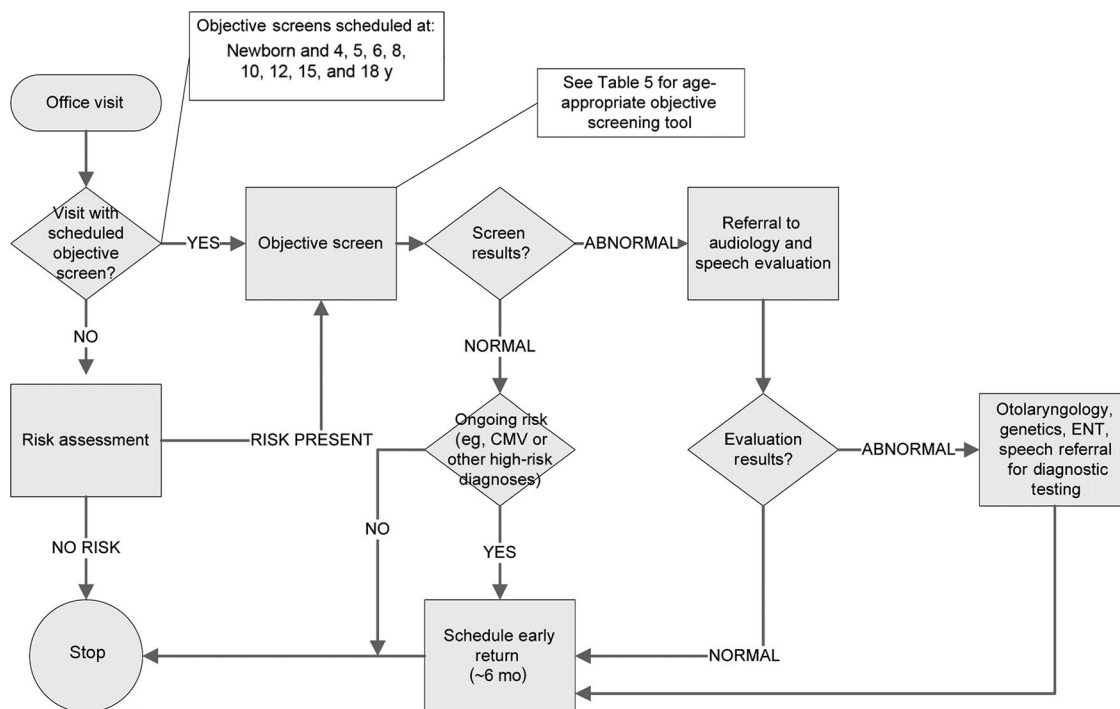 Objective screens scheduled at:
Newborn and 4, 5, 6, 8,
10, 12, 15, and 18 y
See Table 5 for age-
appropriate objective
screening tool
Office visit
Visit with
scheduled
objective
screen?
YES
Objective screen
Screen
results?
ABNORMAL
Referral to
audiology and
speech evaluation
NO
NORMAL
Risk assessment
RISK PRESENT
Ongoing risk
(eg, CMV or
other high-risk
diagnoses)
Evaluation
results?
ABNORMAL
Otolaryngology,
genetics, ENT,
speech referral
for diagnostic
testing
NO RISK
NO
YES
Stop
Schedule early
return
(~6 mo)
NORMAL